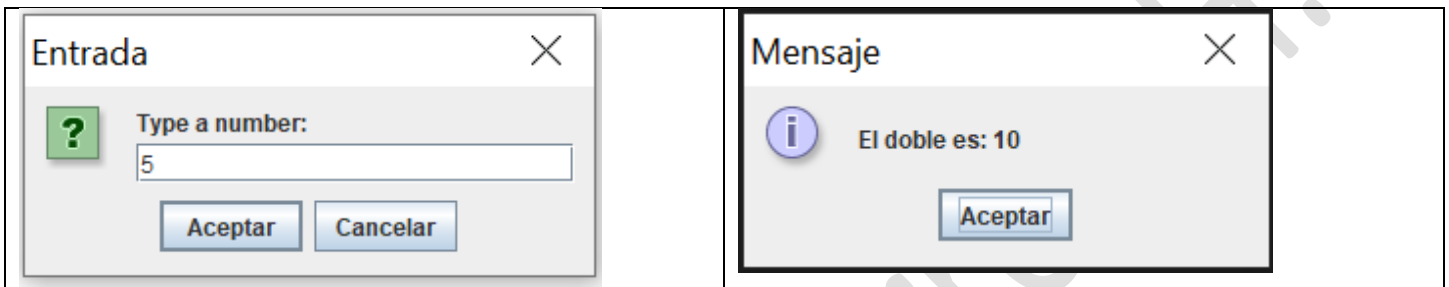 Entrada
Type a number:
5
Aceptar Cancelar
Mensaje
El doble es: 10
Aceptar